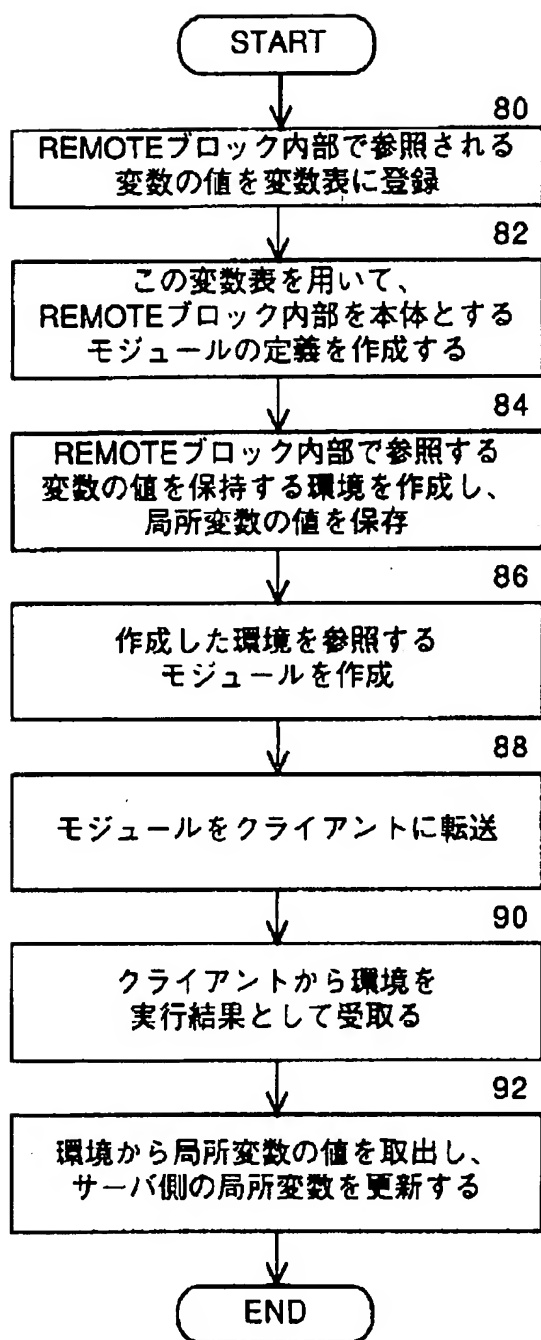 START
80
REMOTEブロック内部で参照される
変数の値を変数表に登録
82
この変数表を用いて、
REMOTEブロック内部を本体とする
モジュールの定義を作成する
84
REMOTEブロック内部で参照する
変数の値を保持する環境を作成し、
局所変数の値を保存
86
作成した環境を参照する
モジュールを作成
88
モジュールをクライアントに転送
90
クライアントから環境を
実行結果として受取る
92
環境から局所変数の値を取出し、
サーバ側の局所変数を更新する
END